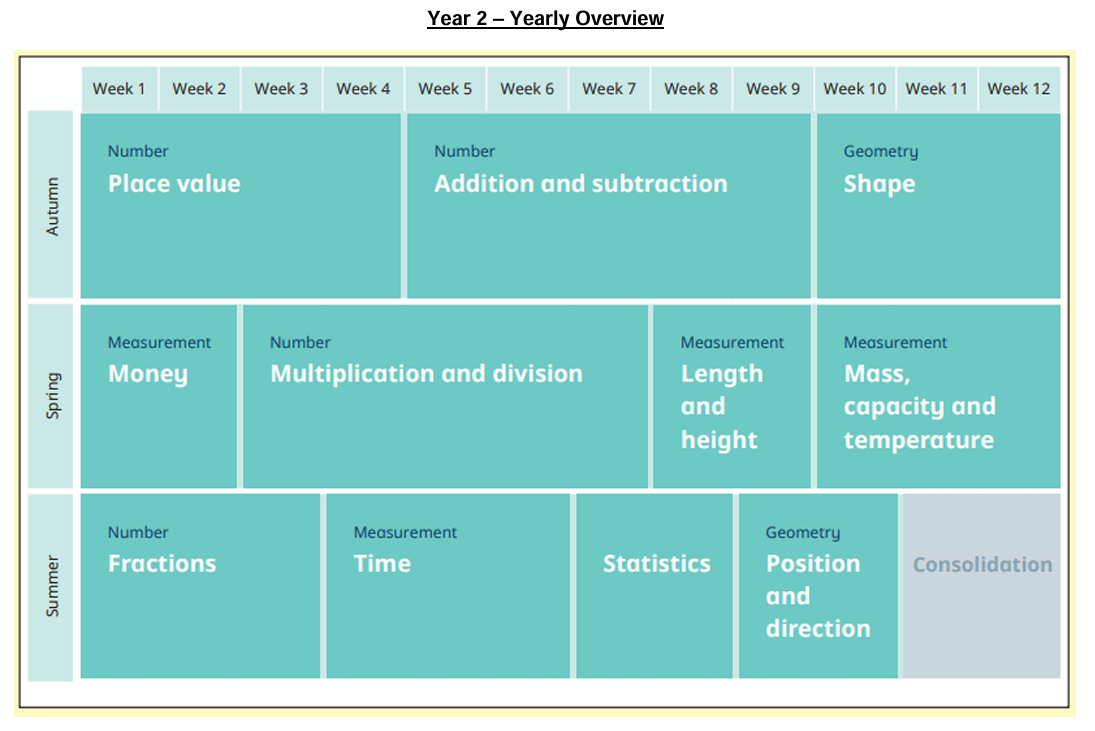 Year 2 – Yearly Overview
Week 1 Week 2 Week 3 Week 4 Week 5 Week 6 Week 7 Week 8 Week 9 Week 10 Week 11 Week 12
Autumn
Number
Place value
Number
Addition and subtraction
Geometry
Shape
Spring
Measurement
Money
Number
Multiplication and division
Measurement
Length
and
height
Measurement
Mass,
capacity and
temperature
Summer
Number
Fractions
Measurement
Time
Statistics
Geometry
Position
and
direction
Consolidation